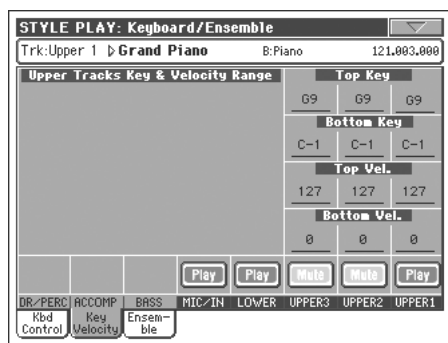 STYLE PLAY: Keyboard/Ensemble
Trk:Upper 1 ▷Grand Piano B:Piano 121.003.000
Upper Tracks Key & Velocity Range Top Key
G9 G9 G9
Bottom Key
C-1 C-1 C-1
Top Vel.
127 127 127
Bottom Vel.
0 0 0
Play Play Mute Mute Play
DR/PERC ACCOMP BASS MIC/IN LOWER UPPER3 UPPER2 UPPER1
Kbd Key Ensem-
Control Velocity ble